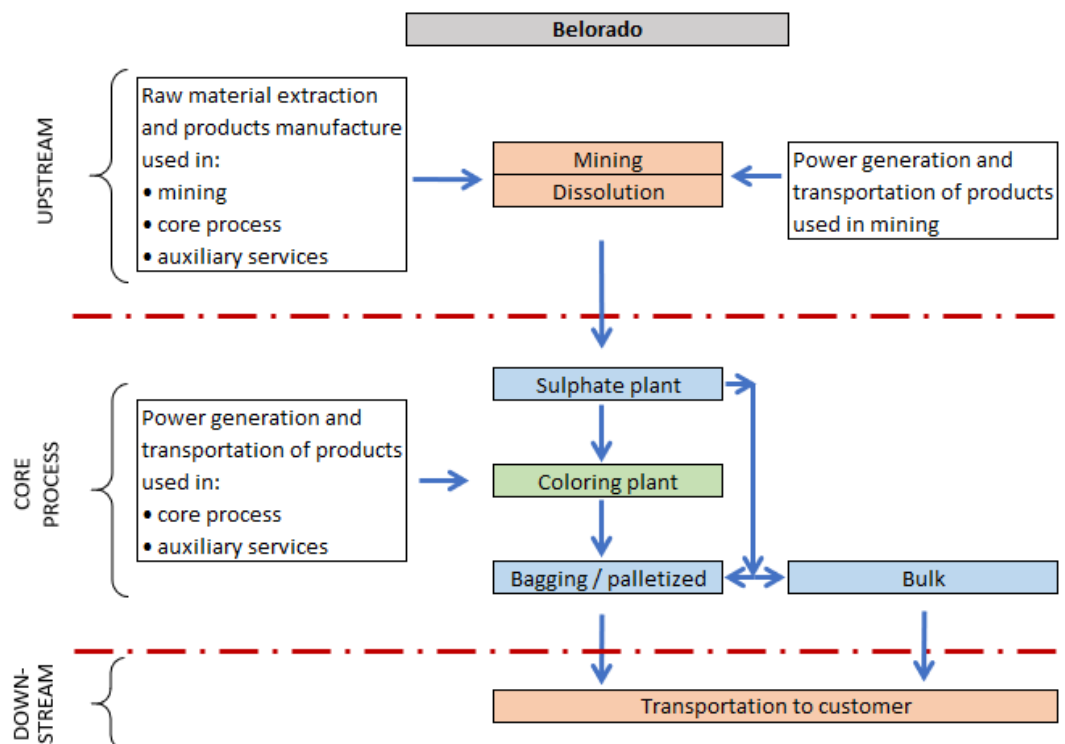 Belorado
UPSTREAM
Raw material extraction
and products manufacture
used in:
• mining
• core process
• auxiliary services
Mining
Dissolution
Power generation and
transportation of products
used in mining
CORE
PROCESS
Power generation and
transportation of products
used in:
• core process
• auxiliary services
Sulphate plant
Coloring plant
Bagging / palletized
Bulk
DOWN-
STREAM
Transportation to customer